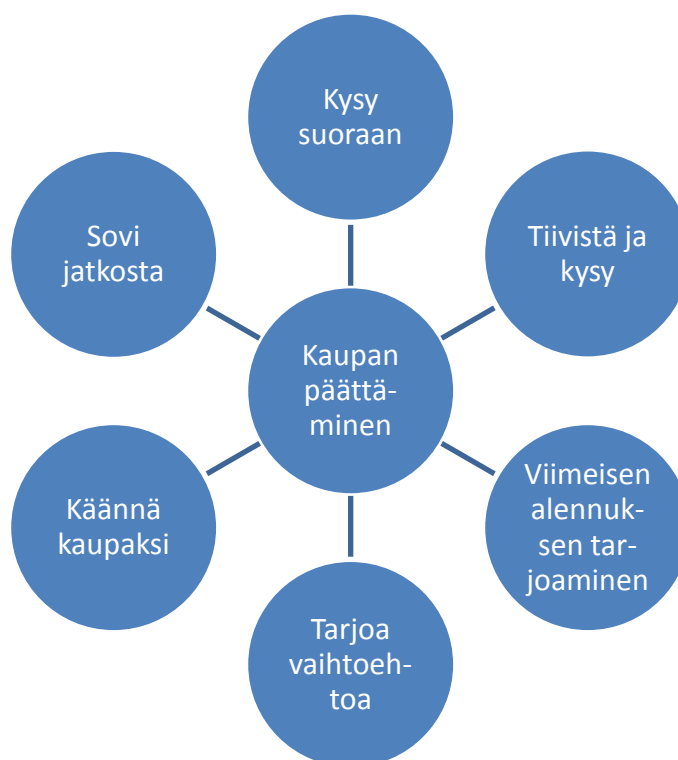 Kysy
suoraan
Tiivistä ja
kysy
Viimeisen
alennuk-
sen tar-
joaminen
Tarjoa
vaihtoeh-
toa
Käännä
kaupaksi
Sovi
jatkosta
Kaupan
päättä-
minen